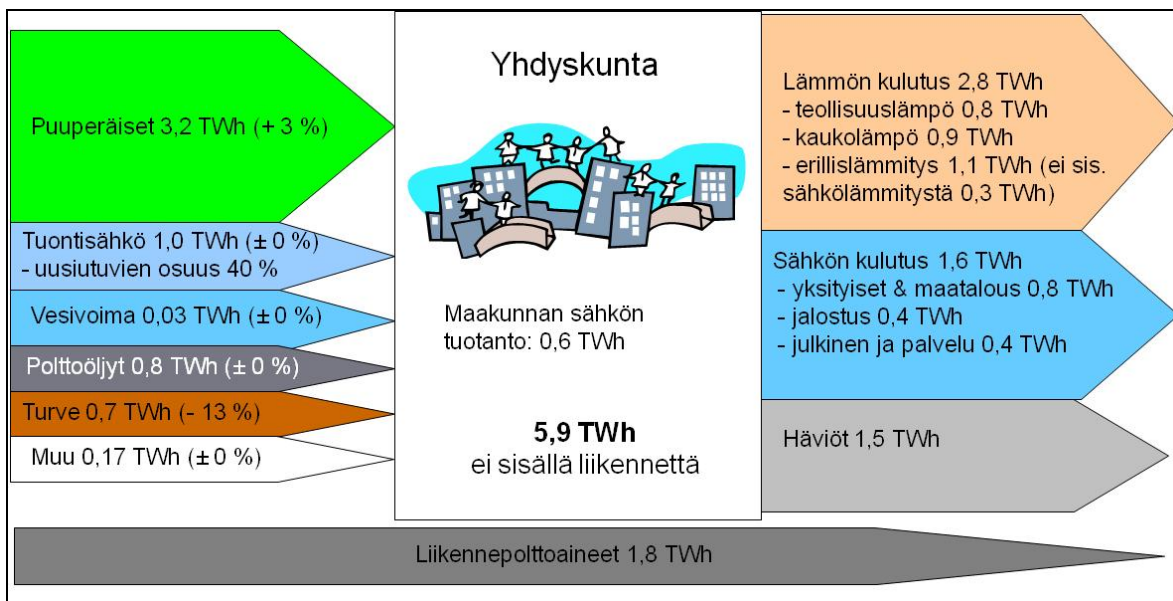 Puuperäiset 3,2 TWh (+ 3 %)
Tuontisähkö 1,0 TWh (± 0 %)
- uusiutuvien osuus 40 %
Vesivoima 0,03 TWh (± 0 %)
Polttoöljyt 0,8 TWh (± 0 %)
Turve 0,7 TWh (- 13 %)
Muu 0,17 TWh (± 0 %)
Yhdyskunta
Maakunnan sähkön
tuotanto: 0,6 TWh
5,9 TWh
ei sisällä liikennettä
Lämmön kulutus 2,8 TWh
- teollisuuslämpö 0,8 TWh
- kaukolämpö 0,9 TWh
- erillislämmitys 1,1 TWh (ei sis.
sähkölämmitystä 0,3 TWh)
Sähkön kulutus 1,6 TWh
- yksityiset & maatalous 0,8 TWh
- jalostus 0,4 TWh
- julkinen ja palvelu 0,4 TWh
Häviöt 1,5 TWh
Liikennepolttoaineet 1,8 TWh